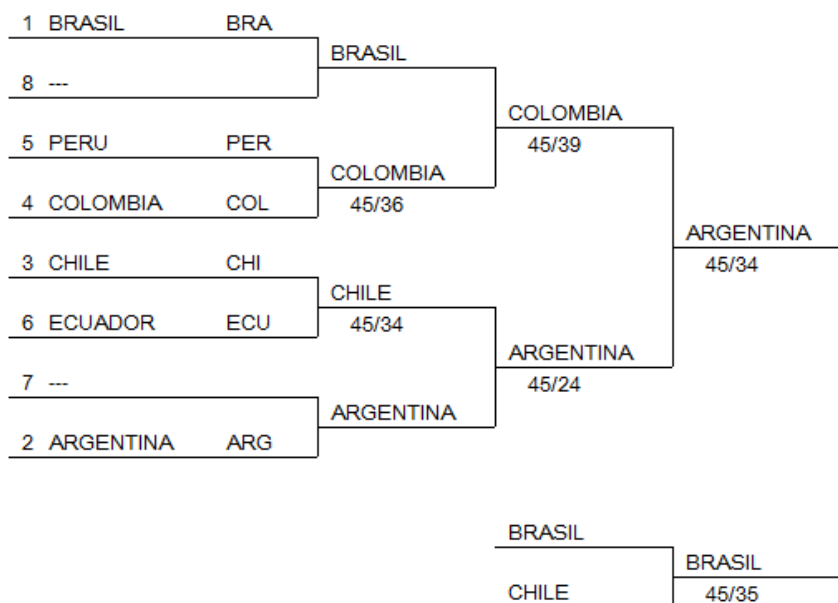 1 BRASIL BRA
BRASIL
8 ---
COLOMBIA
5 PERU PER
45/39
COLOMBIA
4 COLOMBIA COL
45/36
ARGENTINA
3 CHILE CHI
45/34
CHILE
6 ECUADOR ECU
45/34
ARGENTINA
7 ---
45/24
ARGENTINA
2 ARGENTINA ARG
BRASIL
BRASIL
CHILE
45/35